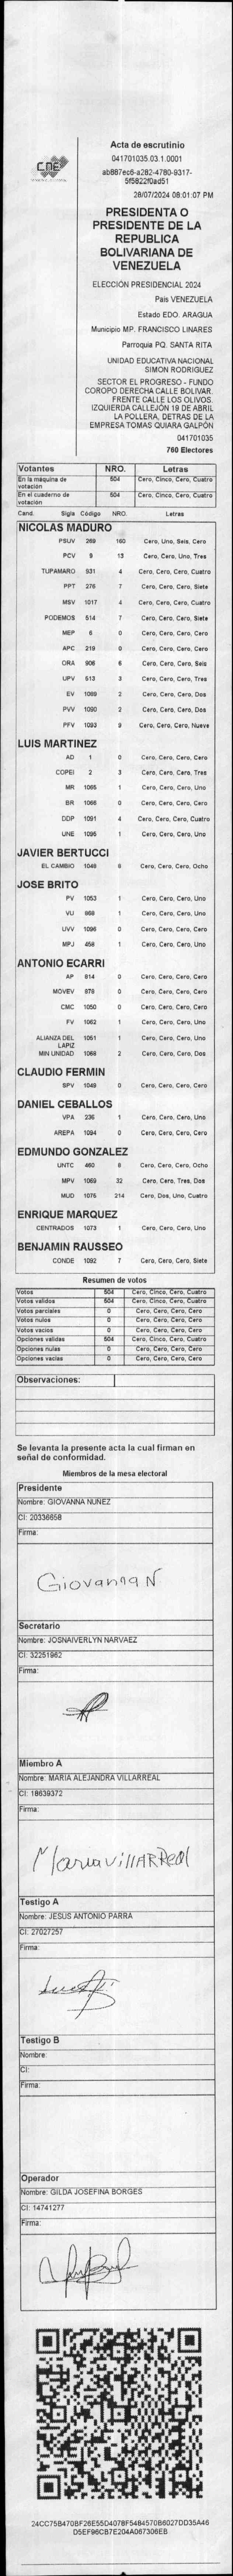 CNE
Acta de escrutinio
041701035.03.1.0001
ab887ec6-a282-4780-9317-
5f5822f0ad51
28/07/2024 08:01:07 PM
PRESIDENTA O
PRESIDENTE DE LA
REPUBLICA
BOLIVARIANA DE
VENEZUELA
ELECCIÓN PRESIDENCIAL 2024
País VENEZUELA
Estado EDO. ARAGUA
Municipio MP. FRANCISCO LINARES
Parroquia PQ. SANTA RITA
UNIDAD EDUCATIVA NACIONAL
SIMON RODRIGUEZ
SECTOR EL PROGRESO - FUNDO
COROPO DERECHA CALLE BOLIVAR.
FRENTE CALLE LOS OLIVOS.
IZQUIERDA CALLEJÓN 19 DE ABRIL
LA POLLERA, DETRAS DE LA
EMPRESA TOMAS QUIARA GALPÓN
041701035
760 Electores
Votantes NRO. Letras
En la máquina de votación 504 Cero, Cinco, Cero, Cuatro
En el cuaderno de votación 504 Cero, Cinco, Cero, Cuatro
Cand. Sigla Código NRO. Letras
NICOLAS MADURO
PSUV 269 160 Cero, Uno, Seis, Cero
PCV 9 13 Cero, Cero, Uno, Tres
TUPAMARO 931 4 Cero, Cero, Cero, Cuatro
PPT 276 7 Cero, Cero, Cero, Siete
MSV 1017 4 Cero, Cero, Cero, Cuatro
PODEMOS 514 7 Cero, Cero, Cero, Siete
MEP 6 0 Cero, Cero, Cero, Cero
APC 219 0 Cero, Cero, Cero, Cero
ORA 906 6 Cero, Cero, Cero, Seis
UPV 513 3 Cero, Cero, Cero, Tres
EV 1089 2 Cero, Cero, Cero, Dos
PVV 1090 2 Cero, Cero, Cero, Dos
PFV 1093 9 Cero, Cero, Cero, Nueve
LUIS MARTINEZ
AD 1 0 Cero, Cero, Cero, Cero
COPEI 2 3 Cero, Cero, Cero, Tres
MR 1065 1 Cero, Cero, Cero, Uno
BR 1066 0 Cero, Cero, Cero, Cero
DDP 1091 4 Cero, Cero, Cero, Cuatro
UNE 1095 1 Cero, Cero, Cero, Uno
JAVIER BERTUCCI
EL CAMBIO 1048 8 Cero, Cero, Cero, Ocho
JOSE BRITO
PV 1053 1 Cero, Cero, Cero, Uno
VU 868 1 Cero, Cero, Cero, Uno
UVV 1096 0 Cero, Cero, Cero, Cero
MPJ 458 1 Cero, Cero, Cero, Uno
ANTONIO ECARRI
AP 814 0 Cero, Cero, Cero, Cero
MOVEV 879 0 Cero, Cero, Cero, Cero
CMC 1050 0 Cero, Cero, Cero, Cero
FV 1062 1 Cero, Cero, Cero, Uno
ALIANZA DEL LAPIZ 1051 1 Cero, Cero, Cero, Uno
MIN UNIDAD 1068 2 Cero, Cero, Cero, Dos
CLAUDIO FERMIN
SPV 1049 0 Cero, Cero, Cero, Cero
DANIEL CEBALLOS
VPA 236 1 Cero, Cero, Cero, Uno
AREPA 1094 0 Cero, Cero, Cero, Cero
EDMUNDO GONZALEZ
UNTC 460 8 Cero, Cero, Cero, Ocho
MPV 1069 32 Cero, Cero, Tres, Dos
MUD 1075 214 Cero, Dos, Uno, Cuatro
ENRIQUE MARQUEZ
CENTRADOS 1073 1 Cero, Cero, Cero, Uno
BENJAMIN RAUSSEO
CONDE 1092 7 Cero, Cero, Cero, Siete
Resumen de votos
Votos 504 Cero, Cinco, Cero, Cuatro
Votos validos 504 Cero, Cinco, Cero, Cuatro
Votos parciales 0 Cero, Cero, Cero, Cero
Votos nulos 0 Cero, Cero, Cero, Cero
Votos vacios 0 Cero, Cero, Cero, Cero
Opciones validas 504 Cero, Cinco, Cero, Cuatro
Opciones nulas 0 Cero, Cero, Cero, Cero
Opciones vacias 0 Cero, Cero, Cero, Cero
Observaciones:
Se levanta la presente acta la cual firman en
señal de conformidad.
Miembros de la mesa electoral
Presidente
Nombre: GIOVANNA NUNEZ
CI: 20336658
Firma:
Giovanna N
Secretario
Nombre: JOSNAIVERLYN NARVAEZ
CI: 32251962
Firma:
Miembro A
Nombre: MARIA ALEJANDRA VILLARREAL
CI: 18639372
Firma:
Maria VillARReal
Testigo A
Nombre: JESUS ANTONIO PARRA
CI: 27027257
Firma:
Testigo B
Nombre:
CI:
Firma:
Operador
Nombre: GILDA JOSEFINA BORGES
CI: 14741277
Firma:
24CC75B470BF26E55D4078F5484570B6027DD35A46
D5EF96CB7E204A067306EB